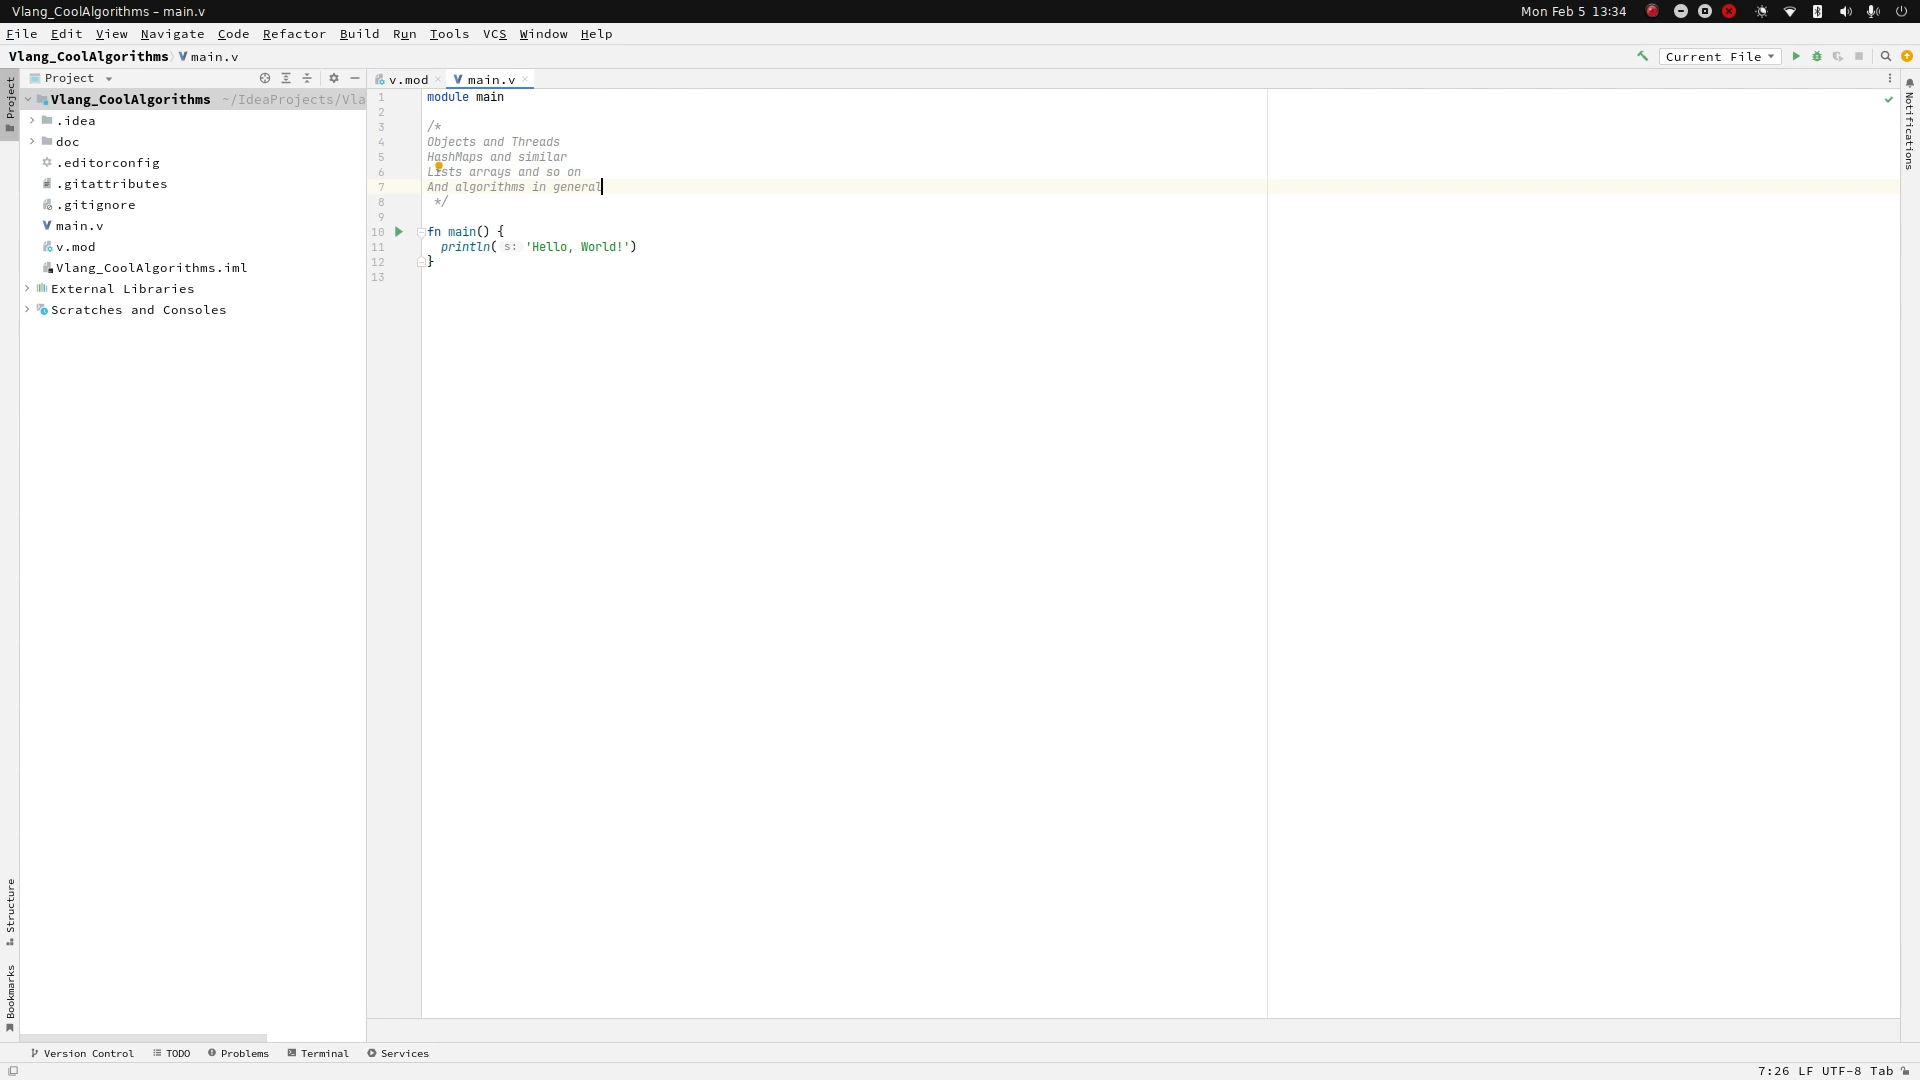 Vlang_CoolAlgorithms – main.v
Mon Feb 5 13:34
File Edit View Navigate Code Refactor Build Run Tools VCS Window Help
Vlang_CoolAlgorithms main.v
Current File
Project
Project
v.mod
main.v
Notifications
Vlang_CoolAlgorithms ~/IdeaProjects/Vla
.idea
doc
.editorconfig
.gitattributes
.gitignore
main.v
v.mod
Vlang_CoolAlgorithms.iml
External Libraries
Scratches and Consoles
1 module main
2
3 /*
4 Objects and Threads
5 HashMaps and similar
6 Lists arrays and so on
7 And algorithms in general
8 */
9
10 fn main() {
11 println( s: 'Hello, World!')
12 }
13
Structure
Bookmarks
Version Control TODO Problems Terminal Services
7:26 LF UTF-8 Tab